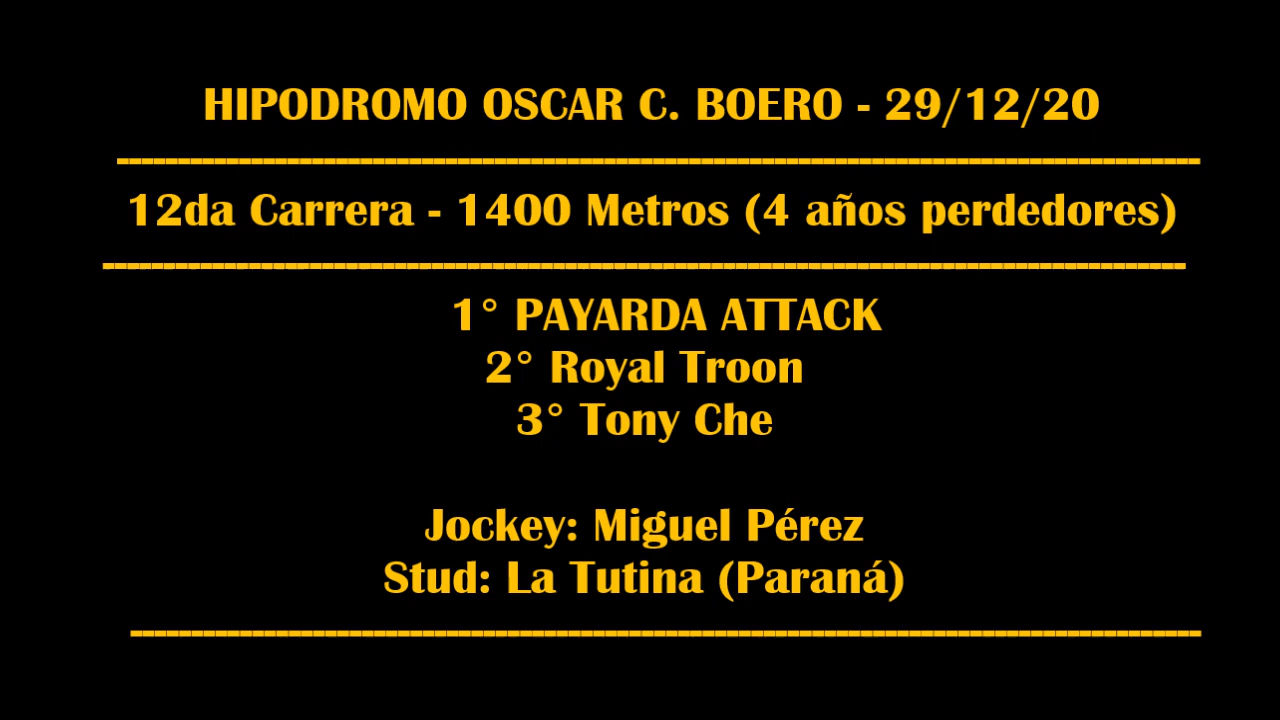 HIPODROMO OSCAR C. BOERO - 29/12/20
12da Carrera - 1400 Metros (4 años perdedores)
1° PAYARDA ATTACK
2° Royal Troon
3° Tony Che
Jockey: Miguel Pérez
Stud: La Tutina (Paraná)